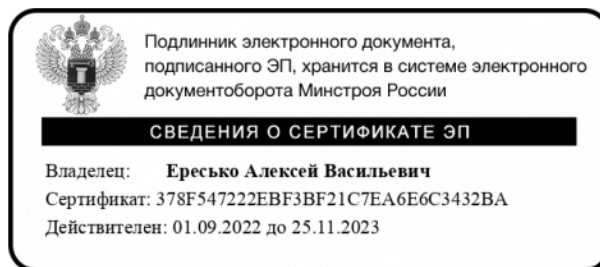 Подлинник электронного документа,
подписанного ЭП, хранится в системе электронного
документоборота Минстроя России
СВЕДЕНИЯ О СЕРТИФИКАТЕ ЭП
Владелец: Ересько Алексей Васильевич
Сертификат: 378F547222EBF3BF21C7EA6E6C3432BA
Действителен: 01.09.2022 до 25.11.2023